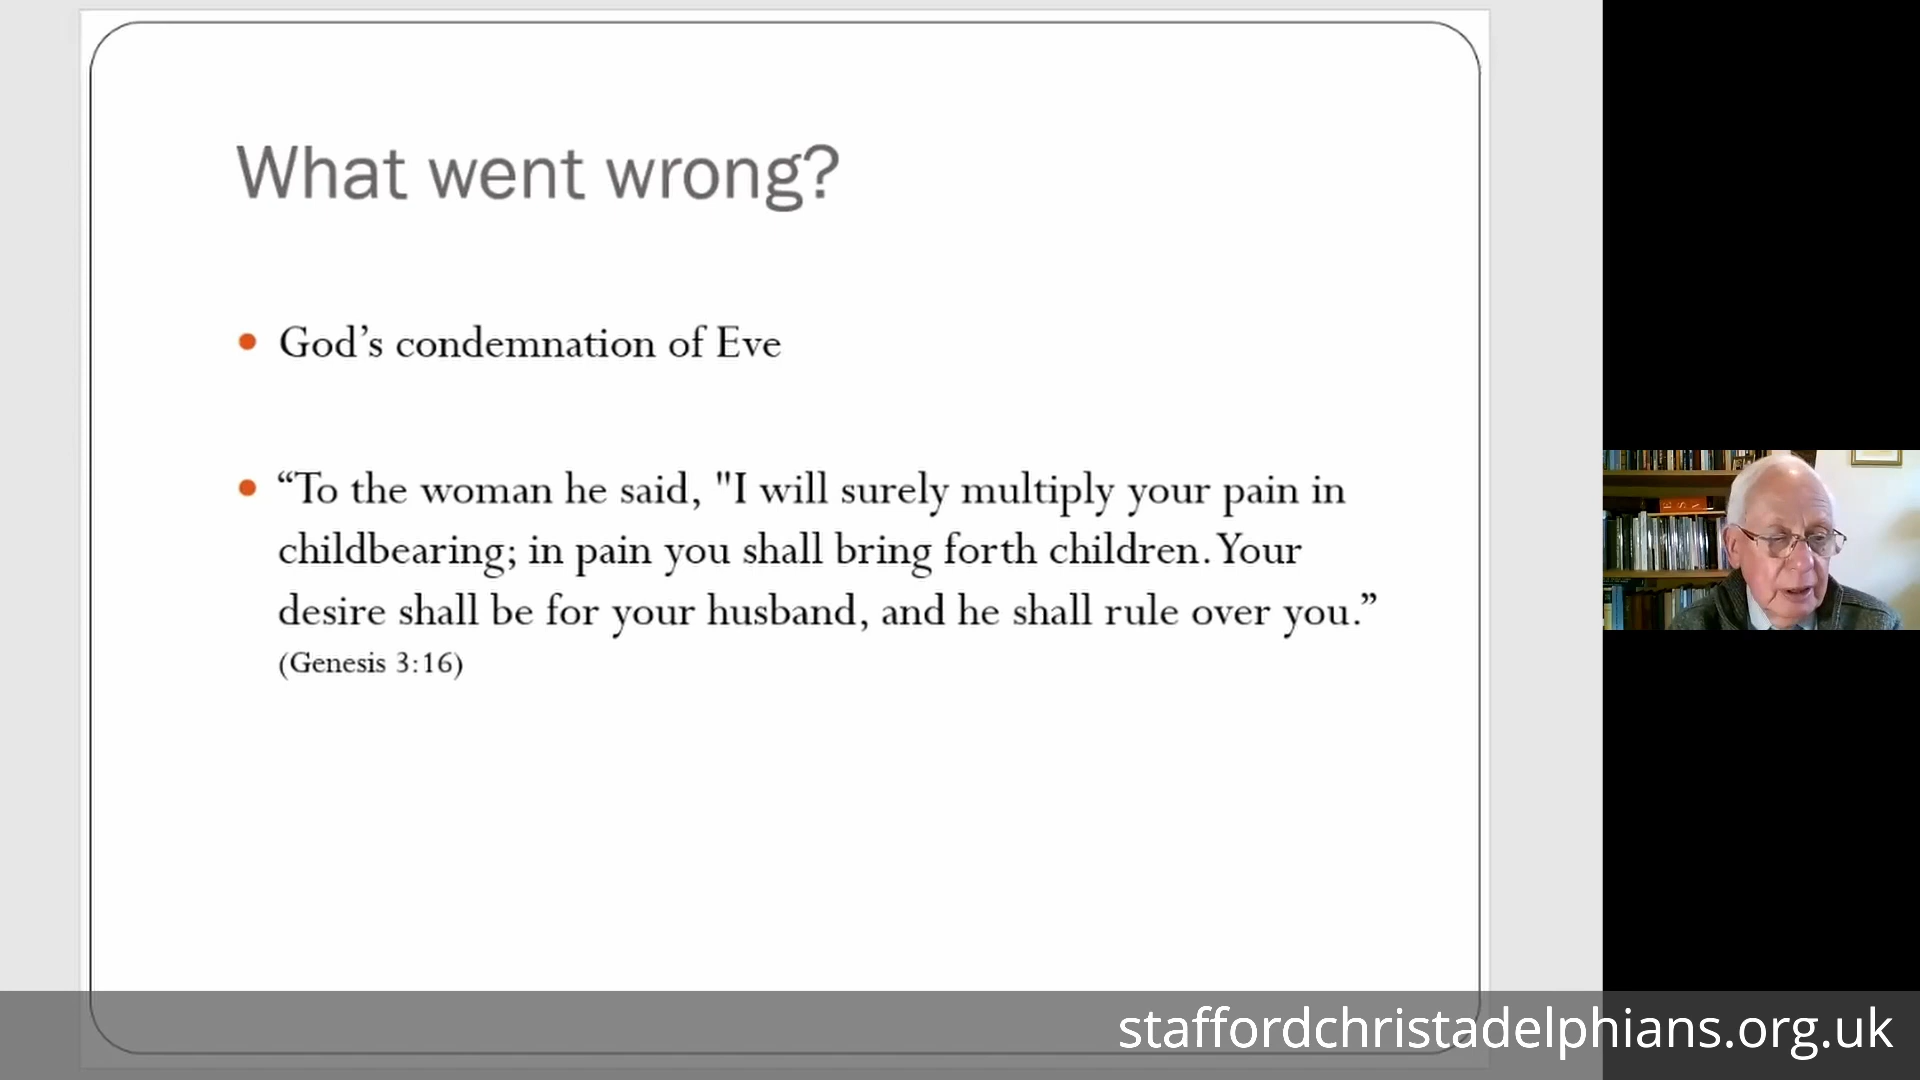 What went wrong?
God’s condemnation of Eve
“To the woman he said, "I will surely multiply your pain in
childbearing; in pain you shall bring forth children. Your
desire shall be for your husband, and he shall rule over you.”
(Genesis 3:16)
staffordchristadelphians.org.uk